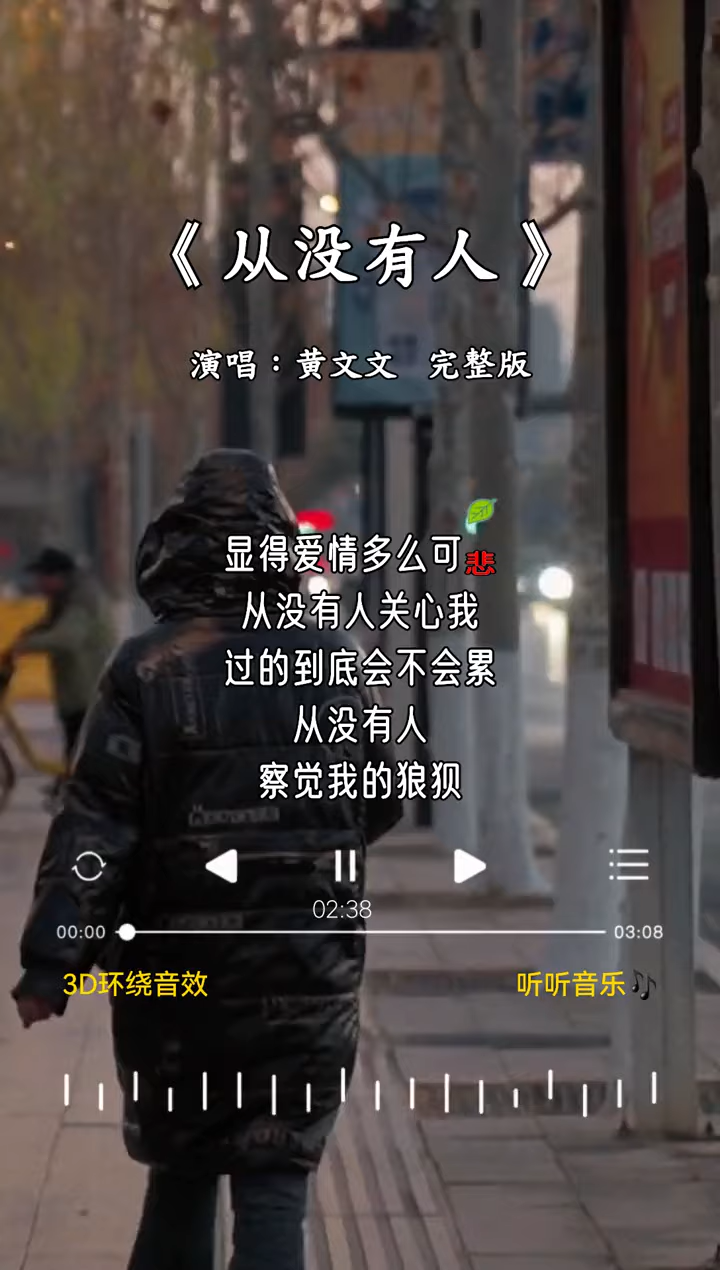 《从没有人》
演唱：黄文文 完整版
显得爱情多么可悲
从没有人关心我
过的到底会不会累
从没有人
察觉我的狼狈
02:38
00:00 03:08
3D环绕音效 听听音乐